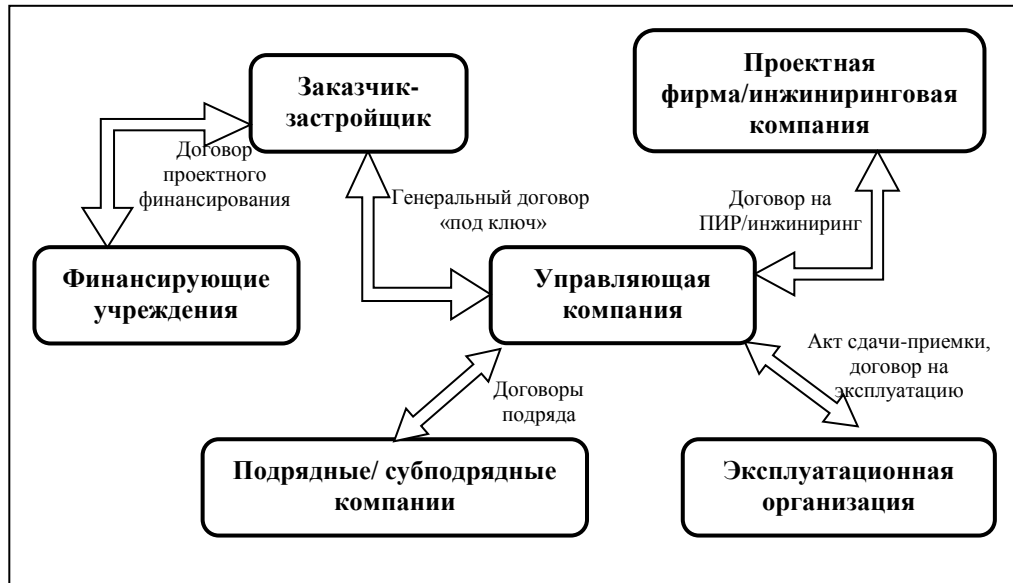 Заказчик-
застройщик
Проектная
фирма/инжиниринговая
компания
Договор
проектного
финансирования
Генеральный договор
«под ключ»
Договор на
ПИР/инжиниринг
Финансирующие
учреждения
Управляющая
компания
Акт сдачи-приемки,
договор на
эксплуатацию
Договоры
подряда
Подрядные/ субподрядные
компании
Эксплуатационная
организация